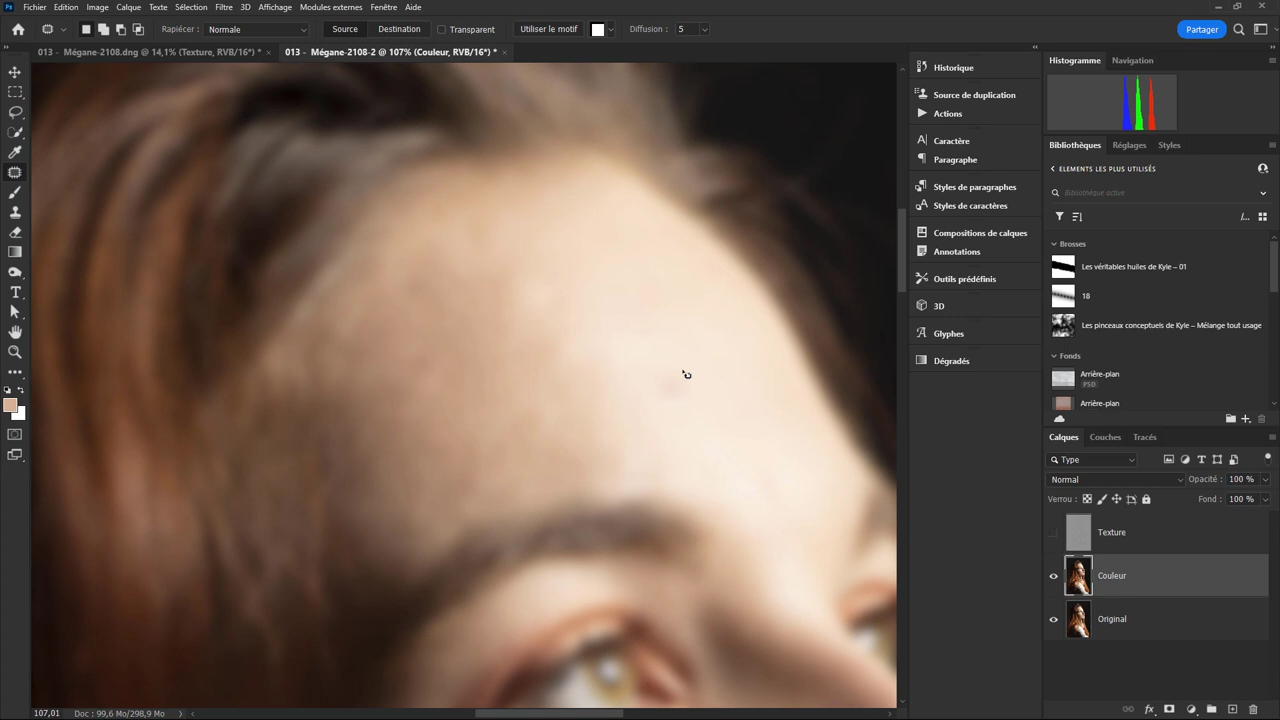 Ps Fichier Edition Image Calque Texte Sélection Filtre 3D Affichage Modules externes Fenêtre Aide
Rapiécer : Normale Source Destination Transparent Utiliser le motif Diffusion : 5 Partager
013 - Mégane-2108.dng @ 14,1% (Texture, RVB/16*) * × 013 - Mégane-2108-2 @ 107% (Couleur, RVB/16*) * ×
Historique
Source de duplication
Actions
Caractère
Paragraphe
Styles de paragraphes
Styles de caractères
Compositions de calques
Annotations
Outils prédéfinis
3D
Glyphes
Dégradés
Histogramme Navigation
Bibliothèques Réglages Styles
ELEMENTS LES PLUS UTILISÉS
Bibliothèque active
Brosses
Les véritables huiles de Kyle – 01
18
Les pinceaux conceptuels de Kyle – Mélange tout usage
Fonds
Arrière-plan
PSD
Arrière-plan
Calques Couches Tracés
Type
Normal Opacité : 100 %
Verrou : Fond : 100 %
Texture
Couleur
Original
107,01 Doc : 99,6 Mo/298,9 Mo